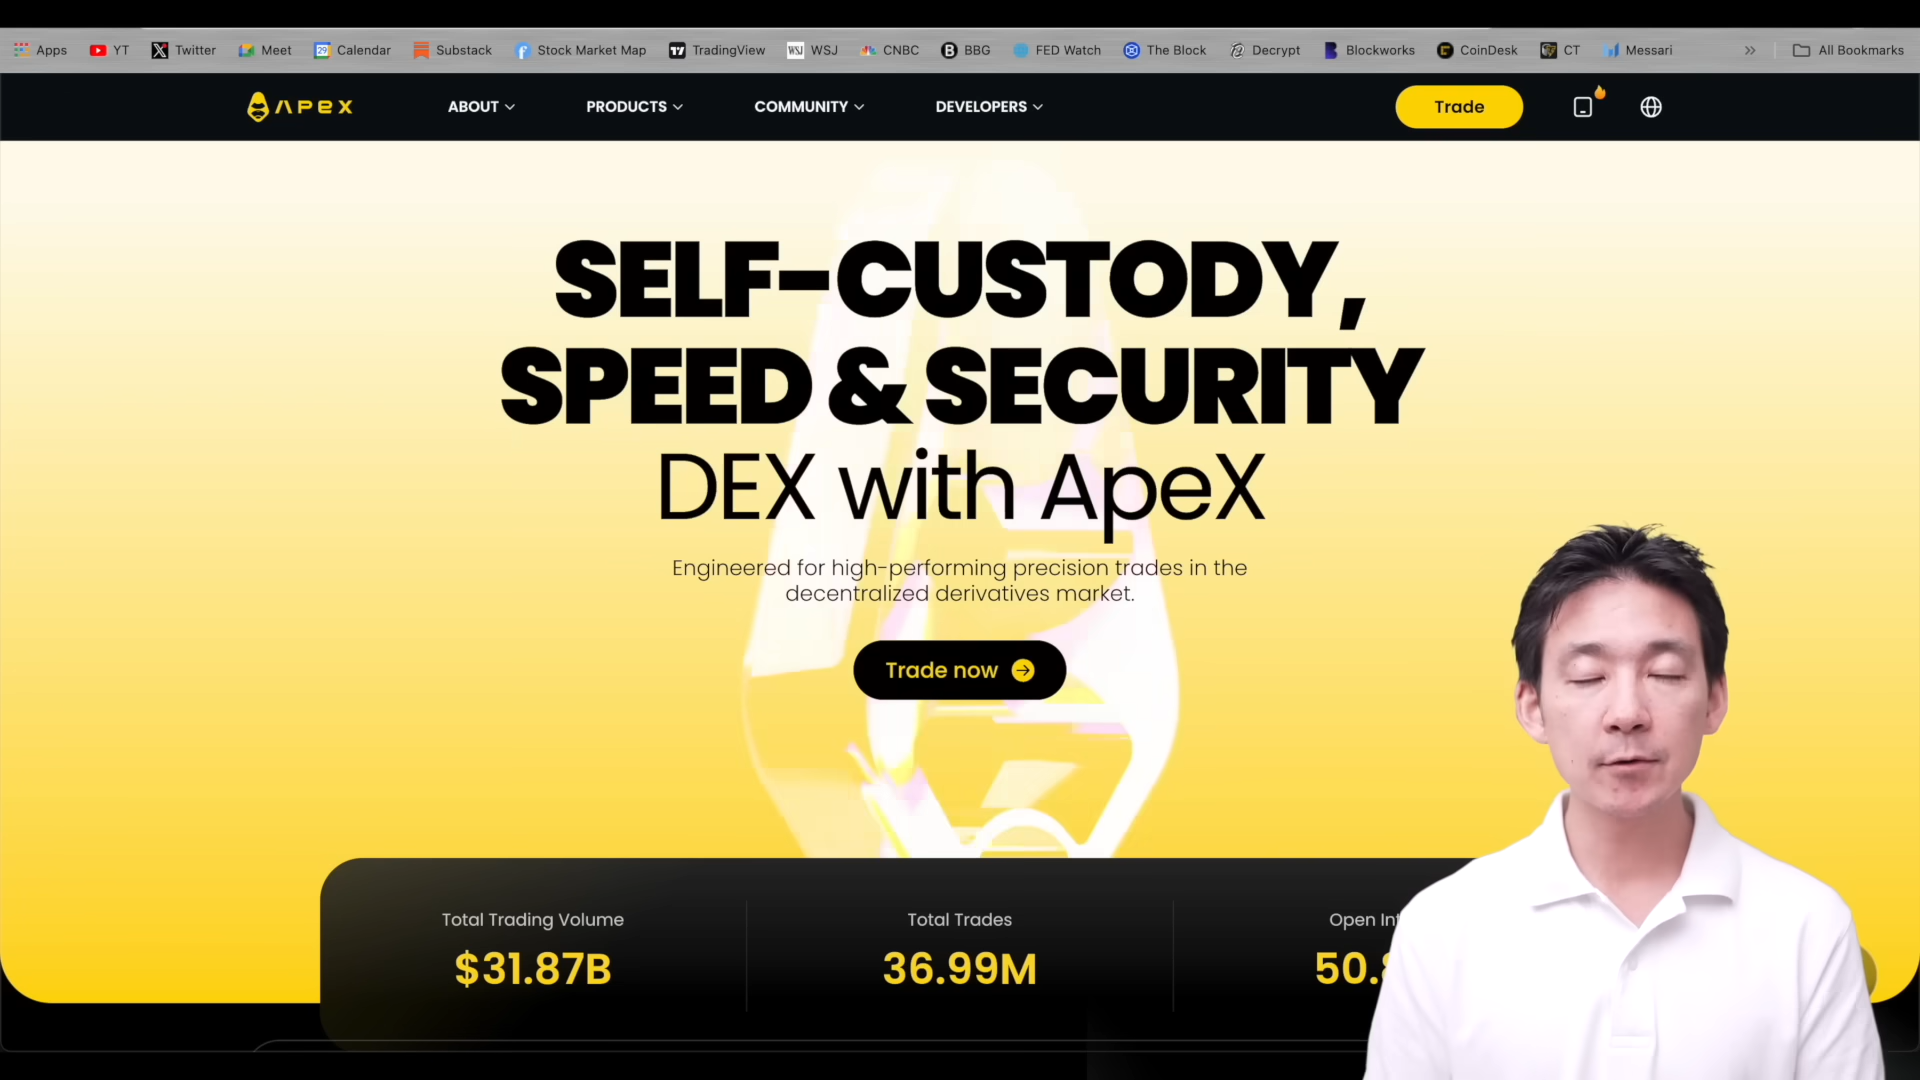 Apps YT Twitter Meet Calendar Substack Stock Market Map TradingView WSJ CNBC BBG FED Watch The Block Decrypt Blockworks CoinDesk CT Messari » All Bookmarks
APEX ABOUT PRODUCTS COMMUNITY DEVELOPERS Trade
SELF-CUSTODY,
SPEED & SECURITY
DEX with ApeX
Engineered for high-performing precision trades in the
decentralized derivatives market.
Trade now
Total Trading Volume Total Trades Open
$31.87B 36.99M 50.